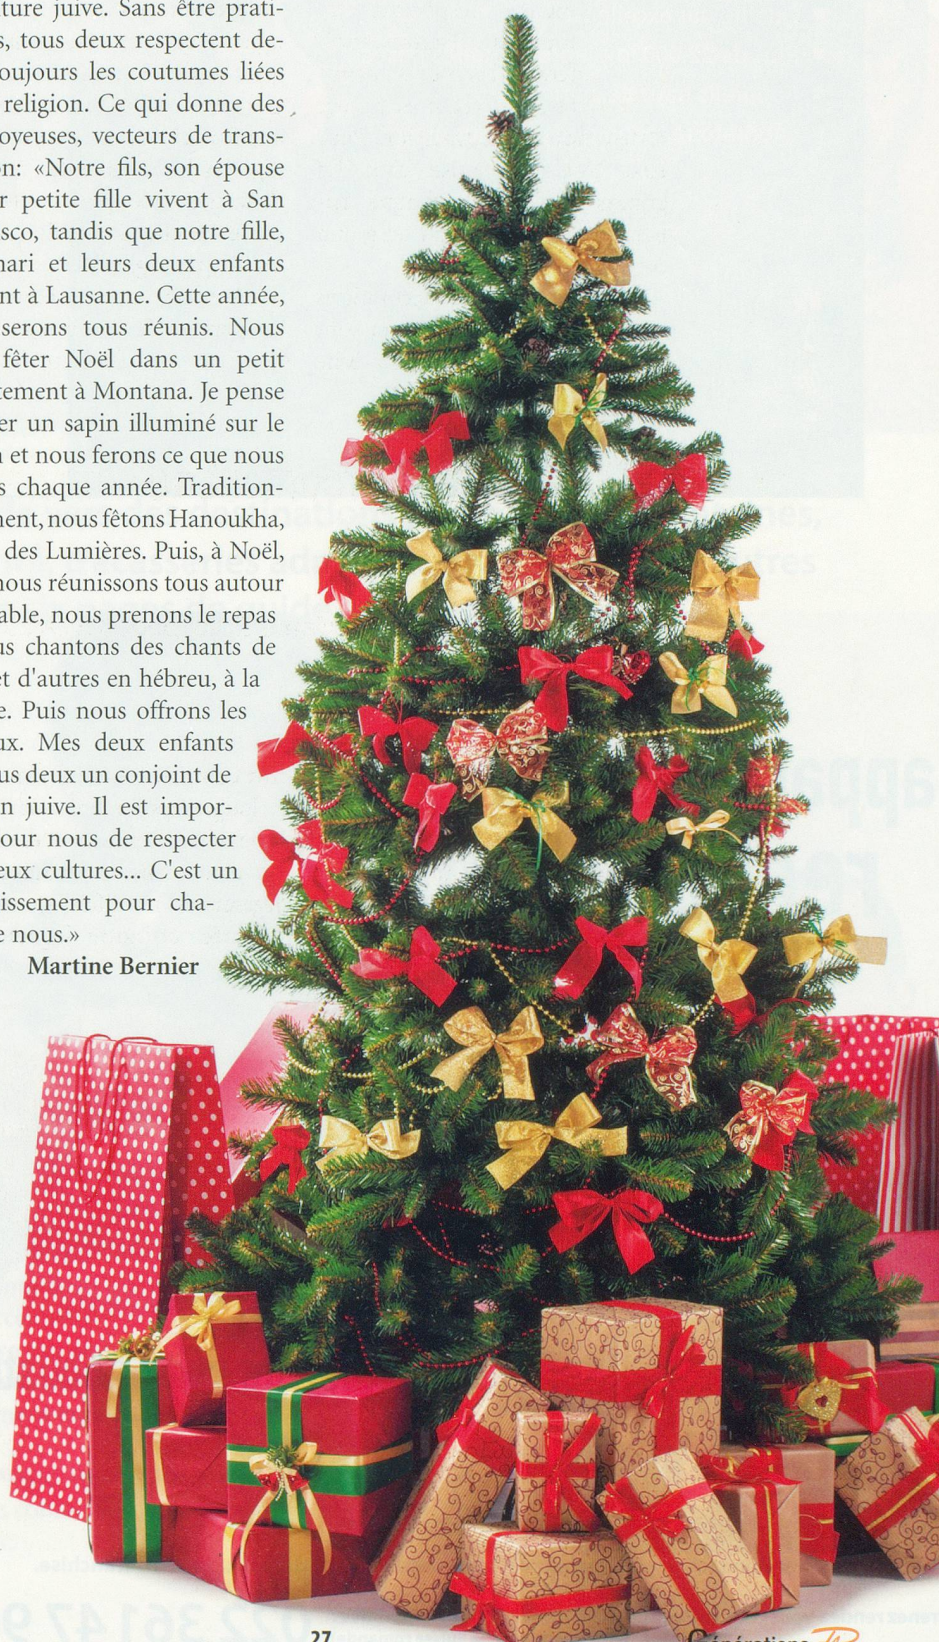 ture juive. Sans être prati-
s, tous deux respectent de-
oujours les coutumes liées
religion. Ce qui donne des
oyeuses, vecteurs de trans-
on: «Notre fils, son épouse
r petite fille vivent à San
sco, tandis que notre fille,
nari et leurs deux enfants
nt à Lausanne. Cette année,
serons tous réunis. Nous
fêter Noël dans un petit
tement à Montana. Je pense
er un sapin illuminé sur le
n et nous ferons ce que nous
s chaque année. Tradition-
nent, nous fêtons Hanoukha,
des Lumières. Puis, à Noël,
nous réunissons tous autour
able, nous prenons le repas
us chantons des chants de
et d'autres en hébreu, à la
e. Puis nous offrons les
ux. Mes deux enfants
us deux un conjoint de
n juive. Il est impor-
our nous de respecter
eux cultures... C'est un
issement pour cha-
e nous.»
Martine Bernier
27
Générations